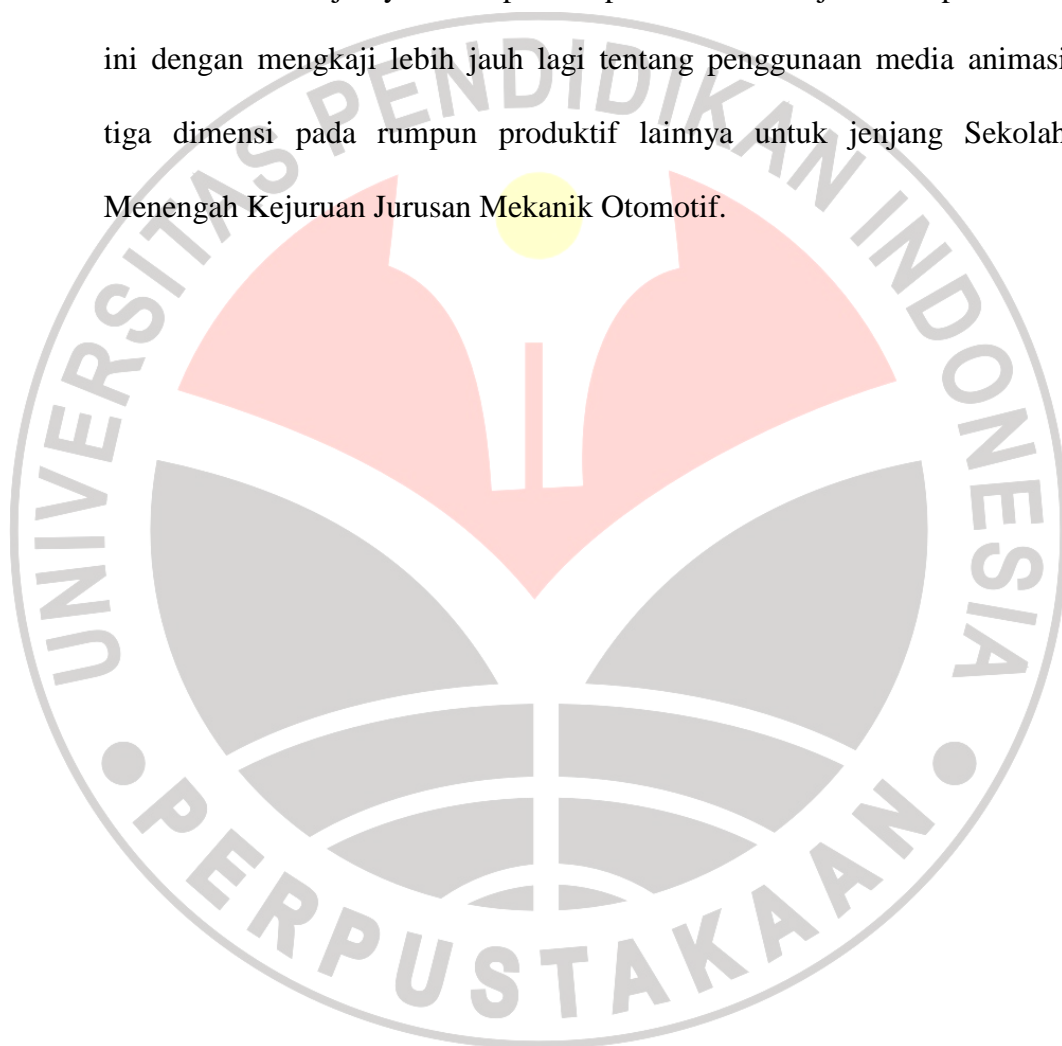 ini dengan mengkaji lebih jauh lagi tentang penggunaan media animasi
tiga dimensi pada rumpun produktif lainnya untuk jenjang Sekolah
Menengah Kejuruan Jurusan Mekanik Otomotif.
UNIVERSITAS PENDIDIKAN INDONESIA
PERPUSTAKAAN